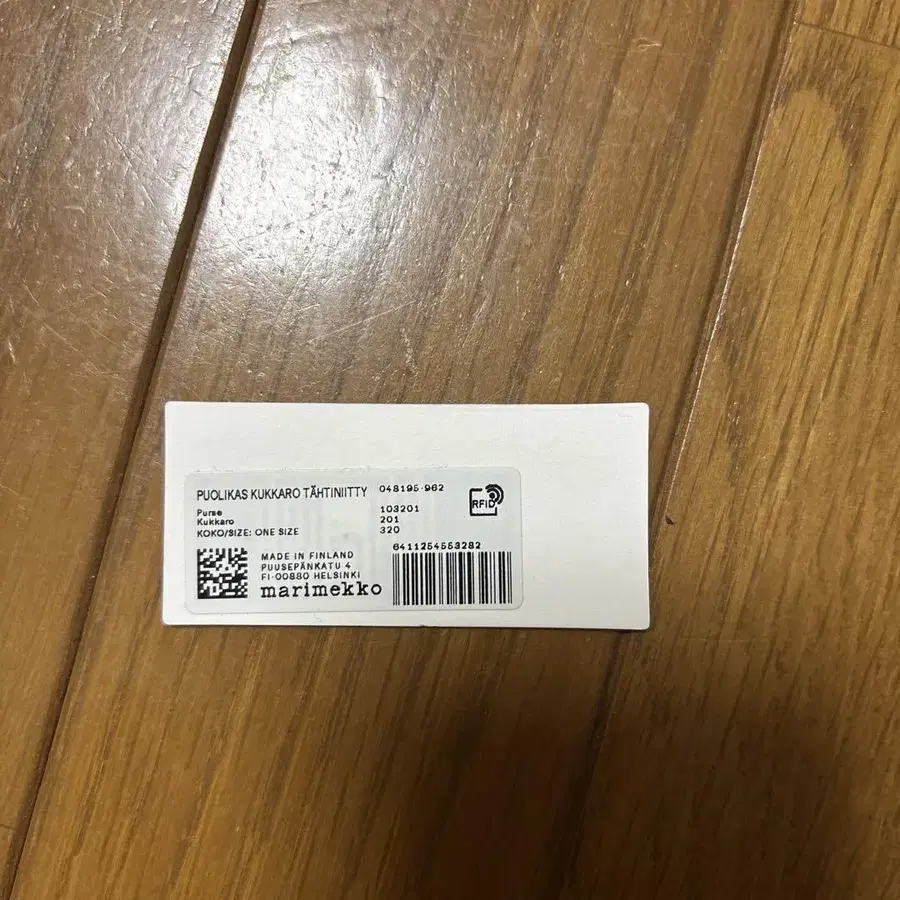 PUOLIKAS KUKKARO TÄHTINIITTY 048195-962
Purse 103201
Kukkaro 201
KOKO/SIZE: ONE SIZE 320
RFID
MADE IN FINLAND
PUUSEPÄNKATU 4
FI-00880 HELSINKI
marimekko
6411254553282